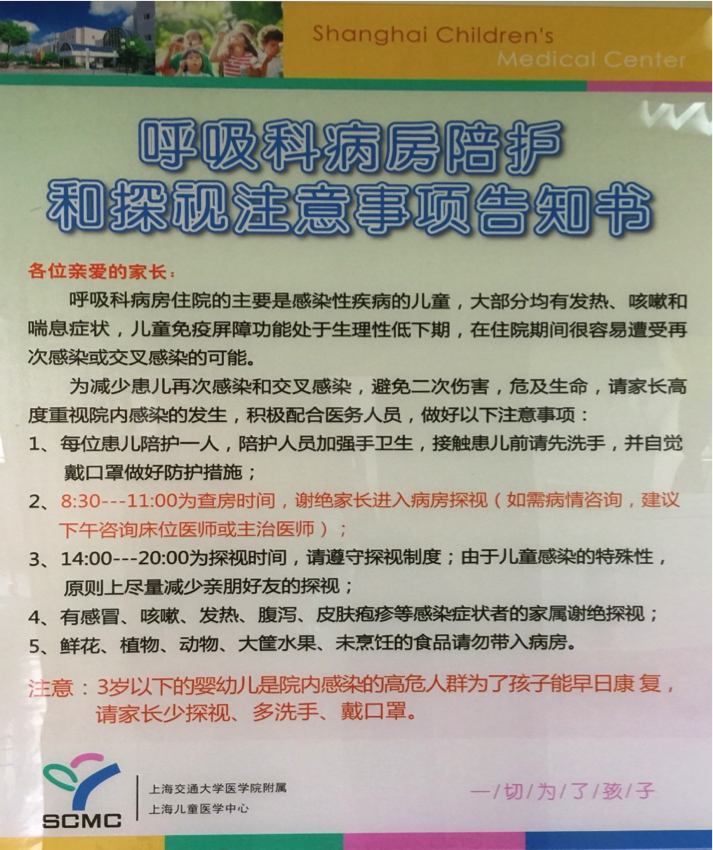 Shanghai Children's
Medical Center
呼吸科病房陪护
和探视注意事项告知书
各位亲爱的家长：
呼吸科病房住院的主要是感染性疾病的儿童，大部分均有发热、咳嗽和
喘息症状，儿童免疫屏障功能处于生理性低下期，在住院期间很容易遭受再
次感染或交叉感染的可能。
为减少患儿再次感染和交叉感染，避免二次伤害，危及生命，请家长高
度重视院内感染的发生，积极配合医务人员，做好以下注意事项：
1、每位患儿陪护一人，陪护人员加强手卫生，接触患儿前请先洗手，并自觉
戴口罩做好防护措施；
2、8:30---11:00为查房时间，谢绝家长进入病房探视（如需病情咨询，建议
下午咨询床位医师或主治医师）；
3、14:00---20:00为探视时间，请遵守探视制度；由于儿童感染的特殊性，
原则上尽量减少亲朋好友的探视；
4、有感冒、咳嗽、发热、腹泻、皮肤疱疹等感染症状者的家属谢绝探视；
5、鲜花、植物、动物、大筐水果、未烹饪的食品请勿带入病房。
注意：3岁以下的婴幼儿是院内感染的高危人群为了孩子能早日康 复，
请家长少探视、多洗手、戴口罩。
SCMC
上海交通大学医学院附属
上海儿童医学中心
一/切/为/了/孩/子